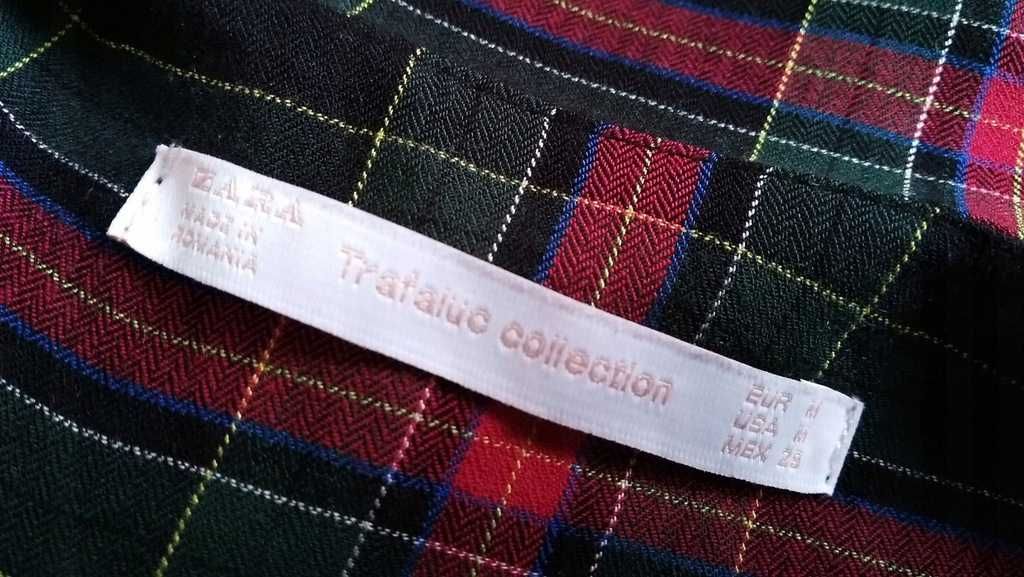 ZARA
MADE IN
ROMANIA
Trafaluc collection
EUR M
USA M
MEX 28